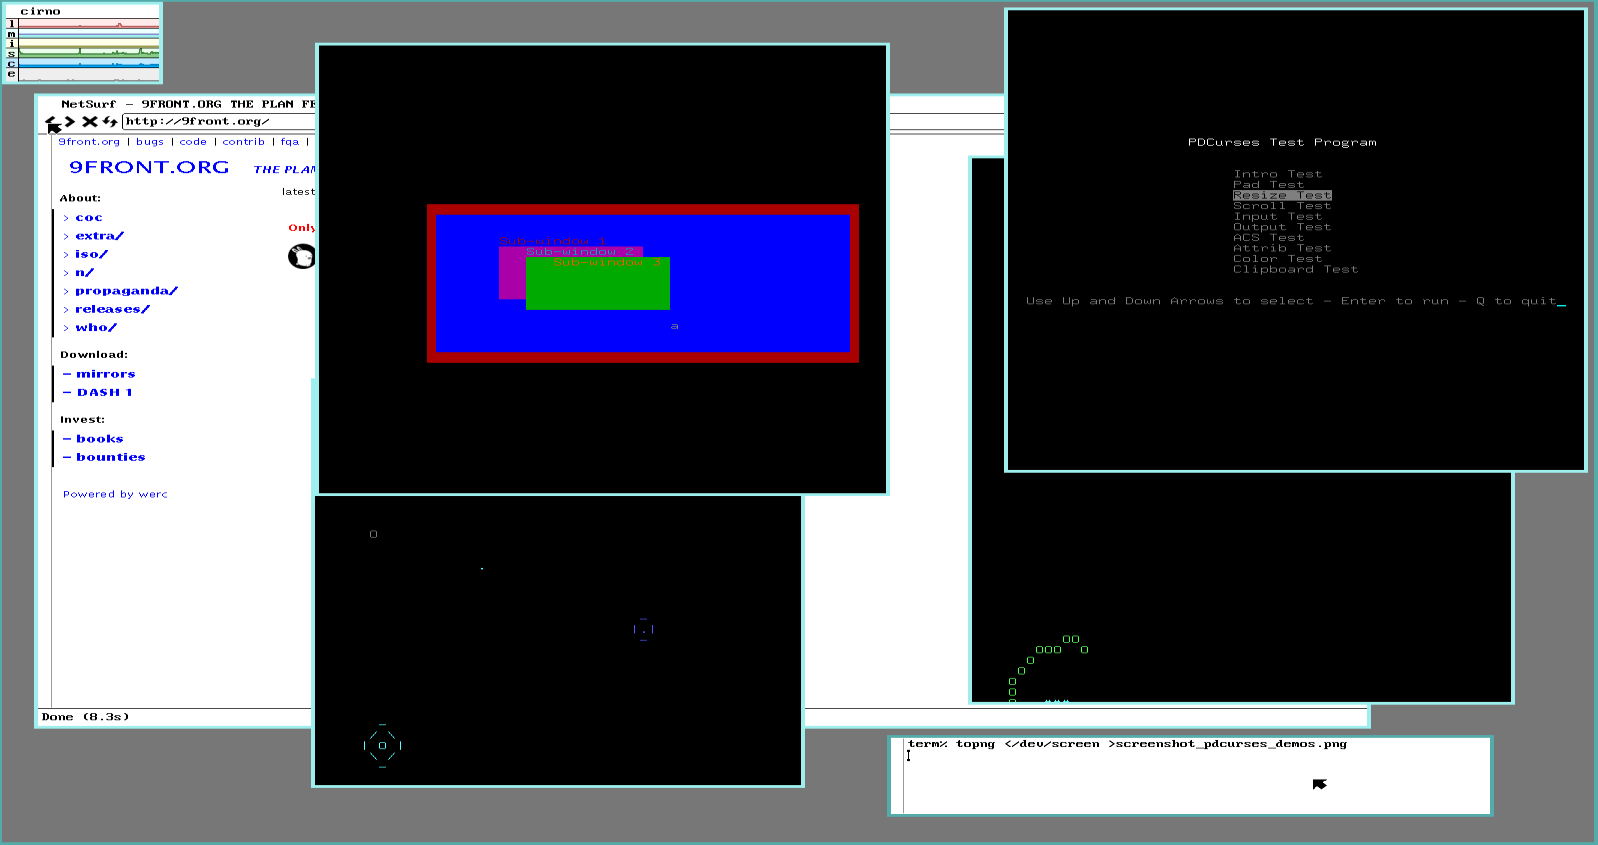 cirno
l
m
i
s
c
e
NetSurf - 9FRONT.ORG THE PLAN
http://9front.org/
9front.org | bugs | code | contrib | fqa |
9FRONT.ORG THE PLAN
latest
Only
About:
> coc
> extra/
> iso/
> n/
> propaganda/
> releases/
> who/
Download:
- mirrors
- DASH 1
Invest:
- books
- bounties
Powered by werc
Done (8.3s)
Sub-window 1
Sub-window 2
Sub-window 3
a
PDCurses Test Program
Intro Test
Pad Test
Resize Test
Scroll Test
Input Test
Output Test
ACS Test
Attrib Test
Color Test
Clipboard Test
Use Up and Down Arrows to select - Enter to run - Q to quit_
term% topng </dev/screen >screenshot_pdcurses_demos.png